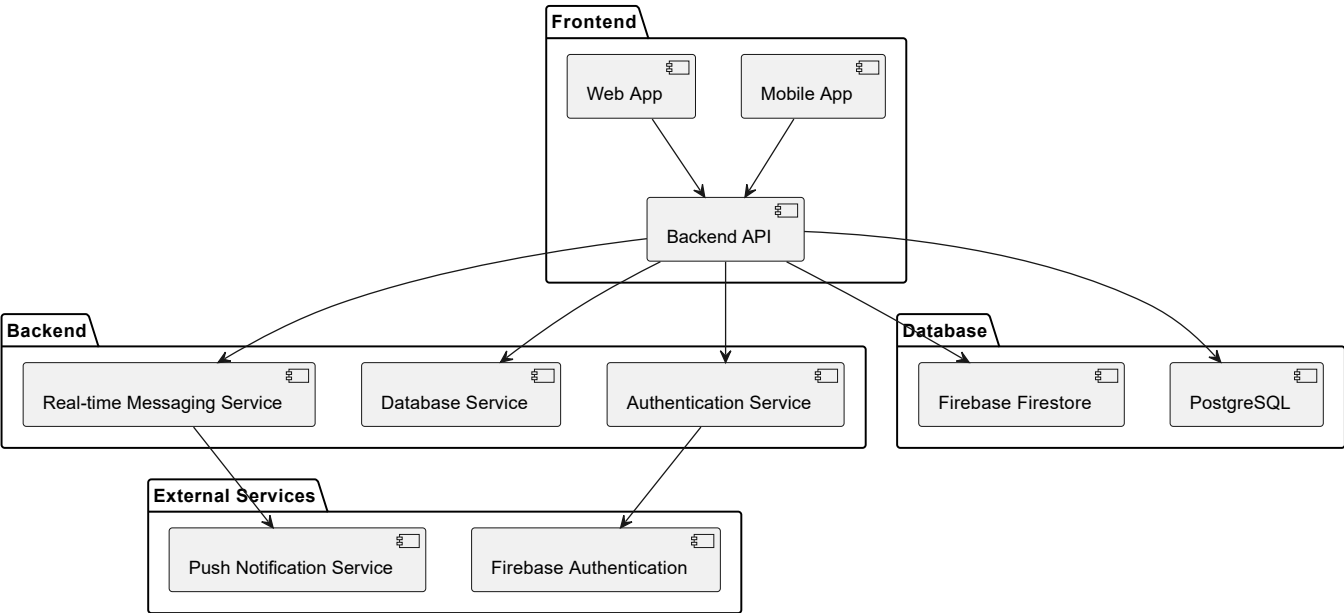 Frontend
Web App
Mobile App
Backend API
Backend
Real-time Messaging Service
Database Service
Authentication Service
Database
Firebase Firestore
PostgreSQL
External Services
Push Notification Service
Firebase Authentication